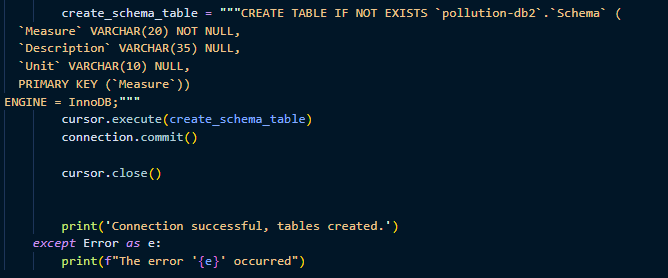 create_schema_table = """CREATE TABLE IF NOT EXISTS `pollution-db2`.`Schema` (
`Measure` VARCHAR(20) NOT NULL,
`Description` VARCHAR(35) NULL,
`Unit` VARCHAR(10) NULL,
PRIMARY KEY (`Measure`))
ENGINE = InnoDB;"""
cursor.execute(create_schema_table)
connection.commit()
cursor.close()
print('Connection successful, tables created.')
except Error as e:
print(f"The error '{e}' occurred")